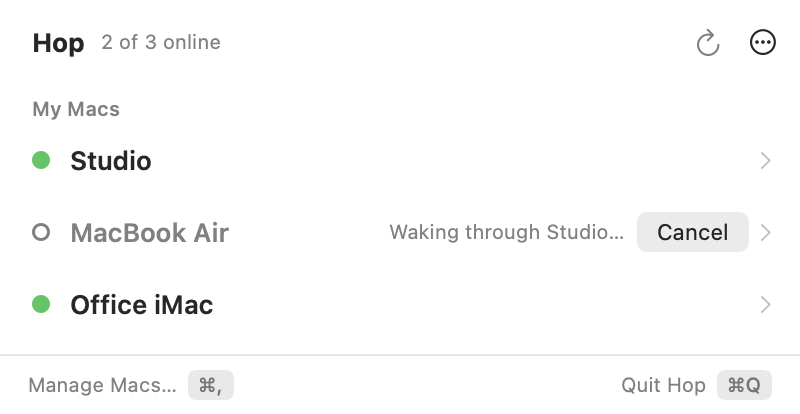 Hop 2 of 3 online
My Macs
Studio
MacBook Air Waking through Studio... Cancel
Office iMac
Manage Macs... ⌘, Quit Hop ⌘Q